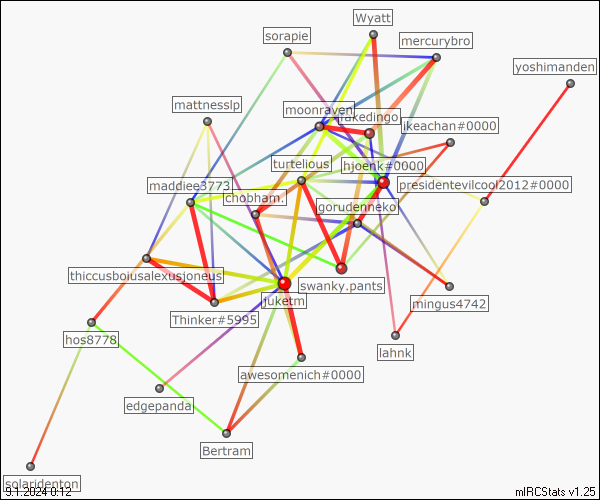 Wyatt
sorapie
mercurybro
yoshimanden
mattnesslp
moonraven
nakedingo
ikeachan#0000
turtelious
hjoenk#0000
maddiee3773
presidentevilcool2012#0000
chobham.
gorudenneko
thiccusboiusalexusjoneus
swanky.pants
juketm
mingus4742
Thinker#5995
hos8778
lahnk
awesomenich#0000
edgepanda
Bertram
solaridenton
9.1.2024 0:12
mIRCStats v1.25